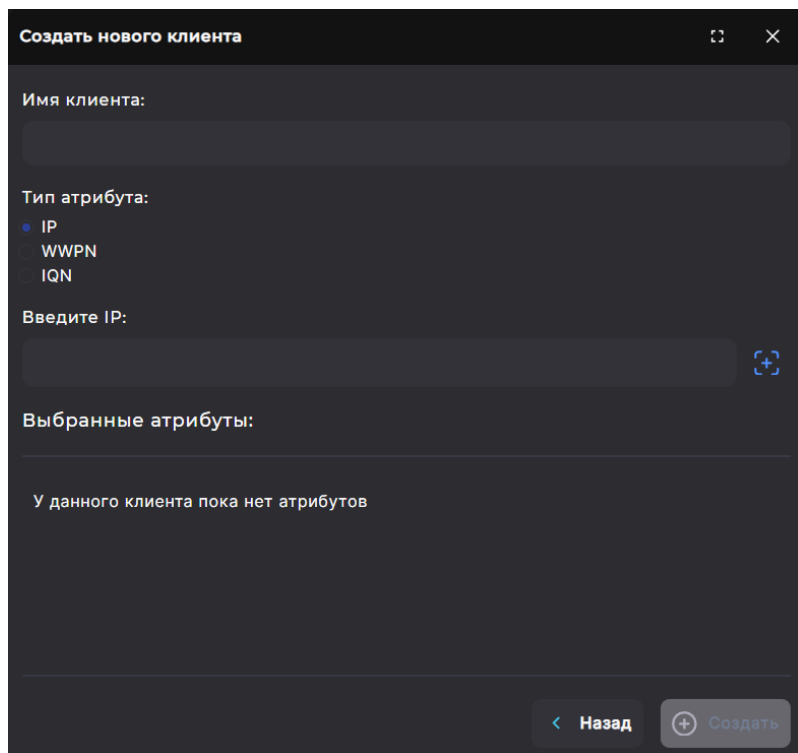 Создать нового клиента
Имя клиента:
Тип атрибута:
IP
WWPN
IQN
Введите IP:
Выбранные атрибуты:
У данного клиента пока нет атрибутов
Назад
Создать